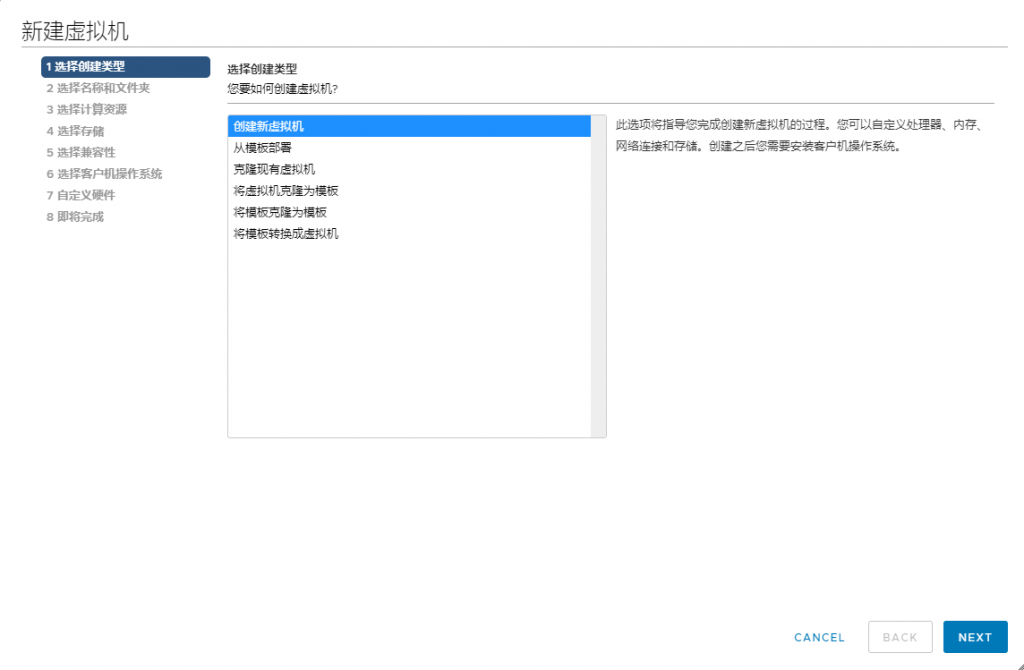 新建虚拟机
1 选择创建类型
2 选择名称和文件夹
3 选择计算资源
4 选择存储
5 选择兼容性
6 选择客户机操作系统
7 自定义硬件
8 即将完成
选择创建类型
您要如何创建虚拟机?
创建新虚拟机
从模板部署
克隆现有虚拟机
将虚拟机克隆为模板
将模板克隆为模板
将模板转换成虚拟机
此选项将指导您完成创建新虚拟机的过程。您可以自定义处理器、内存、
网络连接和存储。创建之后您需要安装客户机操作系统。
CANCEL
BACK
NEXT